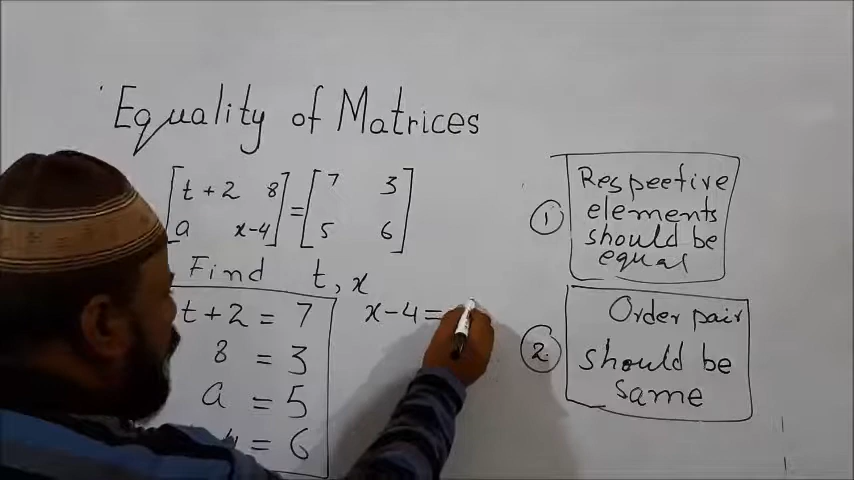 Equality of Matrices
[t+2 8] = [7 3]
[a x-4] [5 6]
Find t, x
t+2 = 7
8 = 3
a = 5
= 6
x-4=
① Respective
elements
should be
equal
② Order pair
should be
same